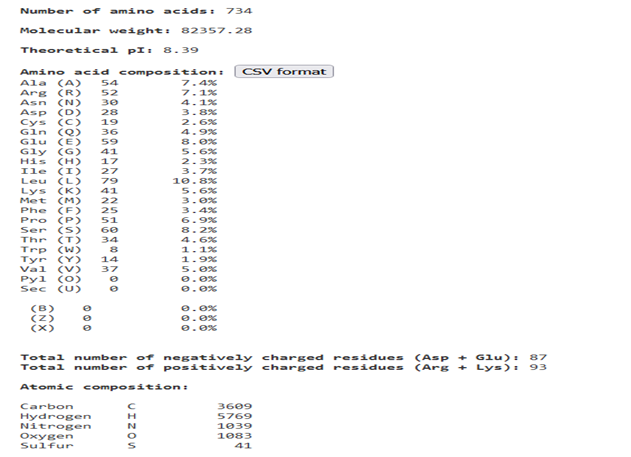 Number of amino acids: 734
Molecular weight: 82357.28
Theoretical pI: 8.39
Amino acid composition: CSV format
Ala (A) 54 7.4%
Arg (R) 52 7.1%
Asn (N) 30 4.1%
Asp (D) 28 3.8%
Cys (C) 19 2.6%
Gln (Q) 36 4.9%
Glu (E) 59 8.0%
Gly (G) 41 5.6%
His (H) 17 2.3%
Ile (I) 27 3.7%
Leu (L) 79 10.8%
Lys (K) 41 5.6%
Met (M) 22 3.0%
Phe (F) 25 3.4%
Pro (P) 51 6.9%
Ser (S) 60 8.2%
Thr (T) 34 4.6%
Trp (W) 8 1.1%
Tyr (Y) 14 1.9%
Val (V) 37 5.0%
Pyl (O) 0 0.0%
Sec (U) 0 0.0%
(B) 0 0.0%
(Z) 0 0.0%
(X) 0 0.0%
Total number of negatively charged residues (Asp + Glu): 87
Total number of positively charged residues (Arg + Lys): 93
Atomic composition:
Carbon C 3609
Hydrogen H 5769
Nitrogen N 1039
Oxygen O 1083
Sulfur S 41